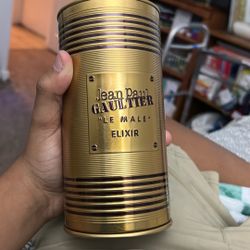 Jean Paul
GAULTIER
"LE MALE"
ELIXIR